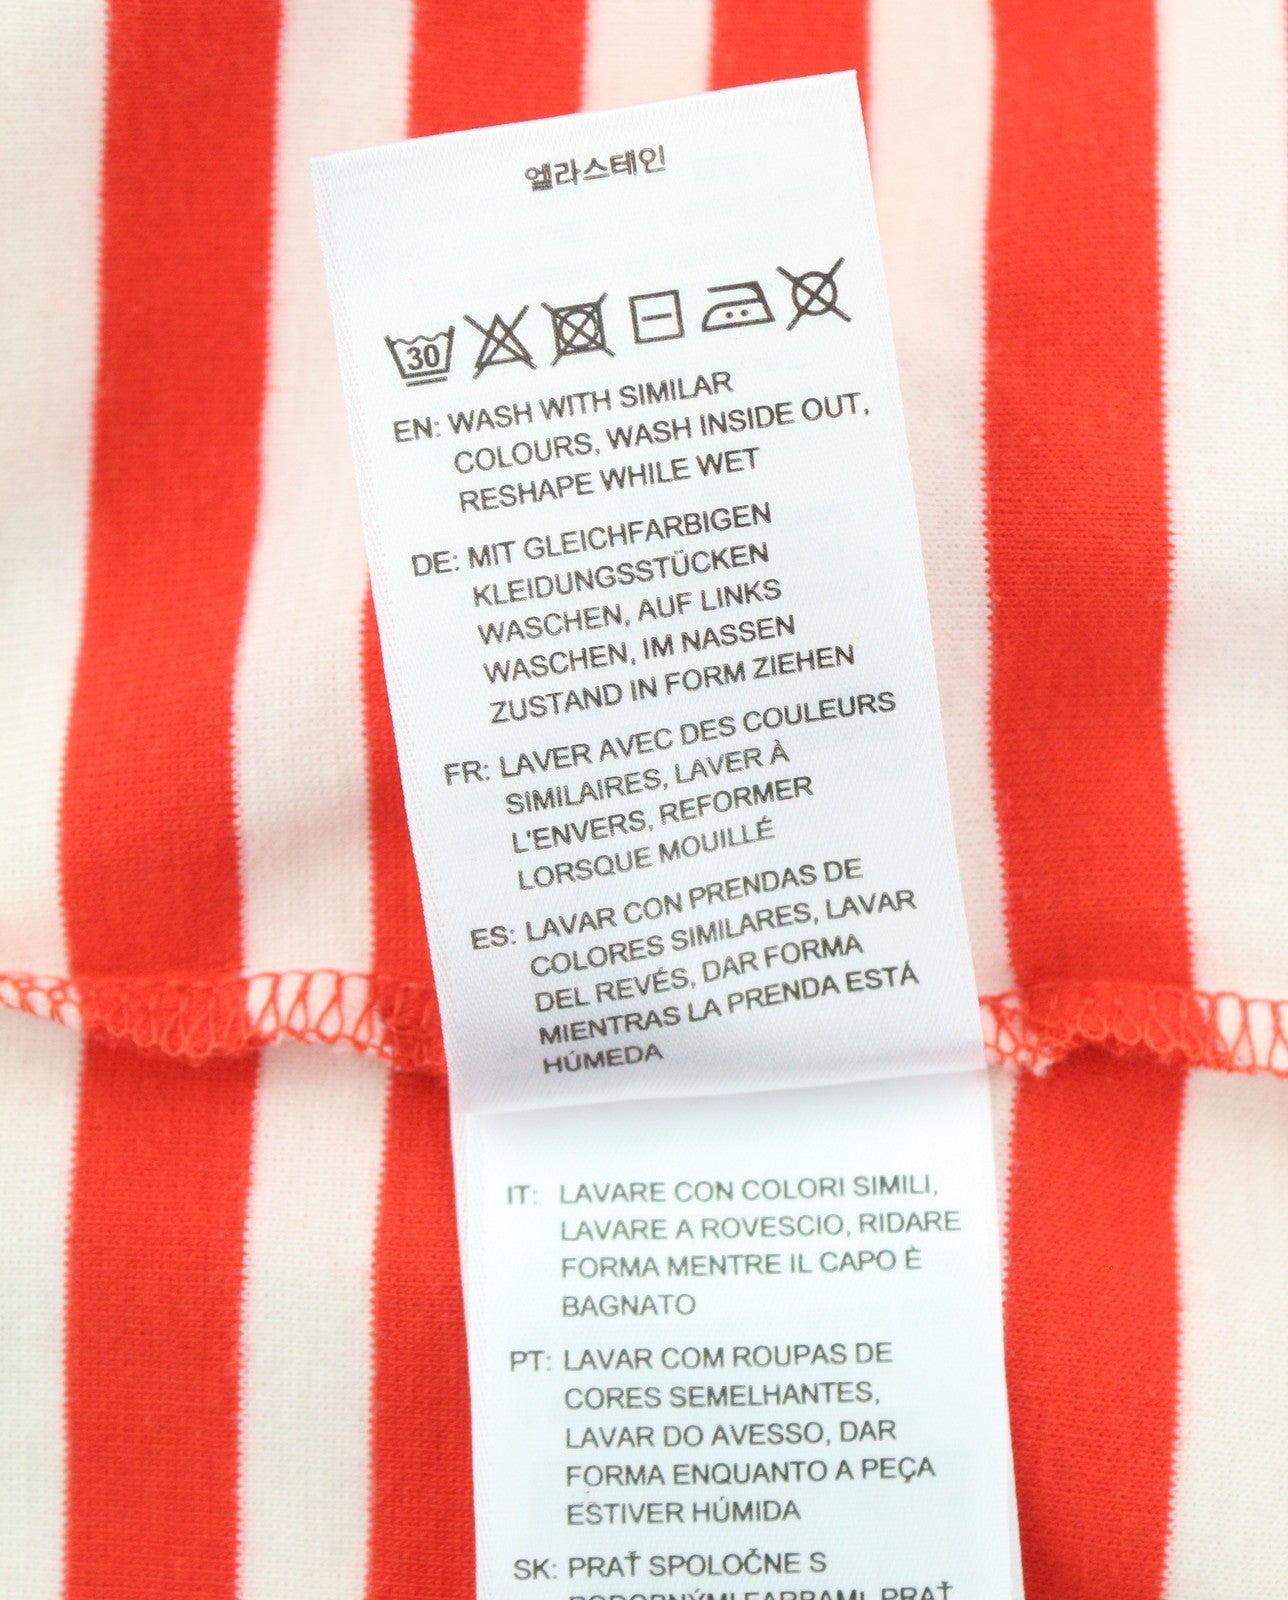 엘라스테인
30
EN: WASH WITH SIMILAR
COLOURS, WASH INSIDE OUT,
RESHAPE WHILE WET
DE: MIT GLEICHFARBIGEN
KLEIDUNGSSTÜCKEN
WASCHEN, AUF LINKS
WASCHEN, IM NASSEN
ZUSTAND IN FORM ZIEHEN
FR: LAVER AVEC DES COULEURS
SIMILAIRES, LAVER À
L'ENVERS, REFORMER
LORSQUE MOUILLÉ
ES: LAVAR CON PRENDAS DE
COLORES SIMILARES, LAVAR
DEL REVÉS, DAR FORMA
MIENTRAS LA PRENDA ESTÁ
HÚMEDA
IT: LAVARE CON COLORI SIMILI,
LAVARE A ROVESCIO, RIDARE
FORMA MENTRE IL CAPO È
BAGNATO
PT: LAVAR COM ROUPAS DE
CORES SEMELHANTES,
LAVAR DO AVESSO, DAR
FORMA ENQUANTO A PEÇA
ESTIVER HÚMIDA
SK: PRAŤ SPOLOČNE S
PODOBNÝMI FARBAMI, PRAŤ